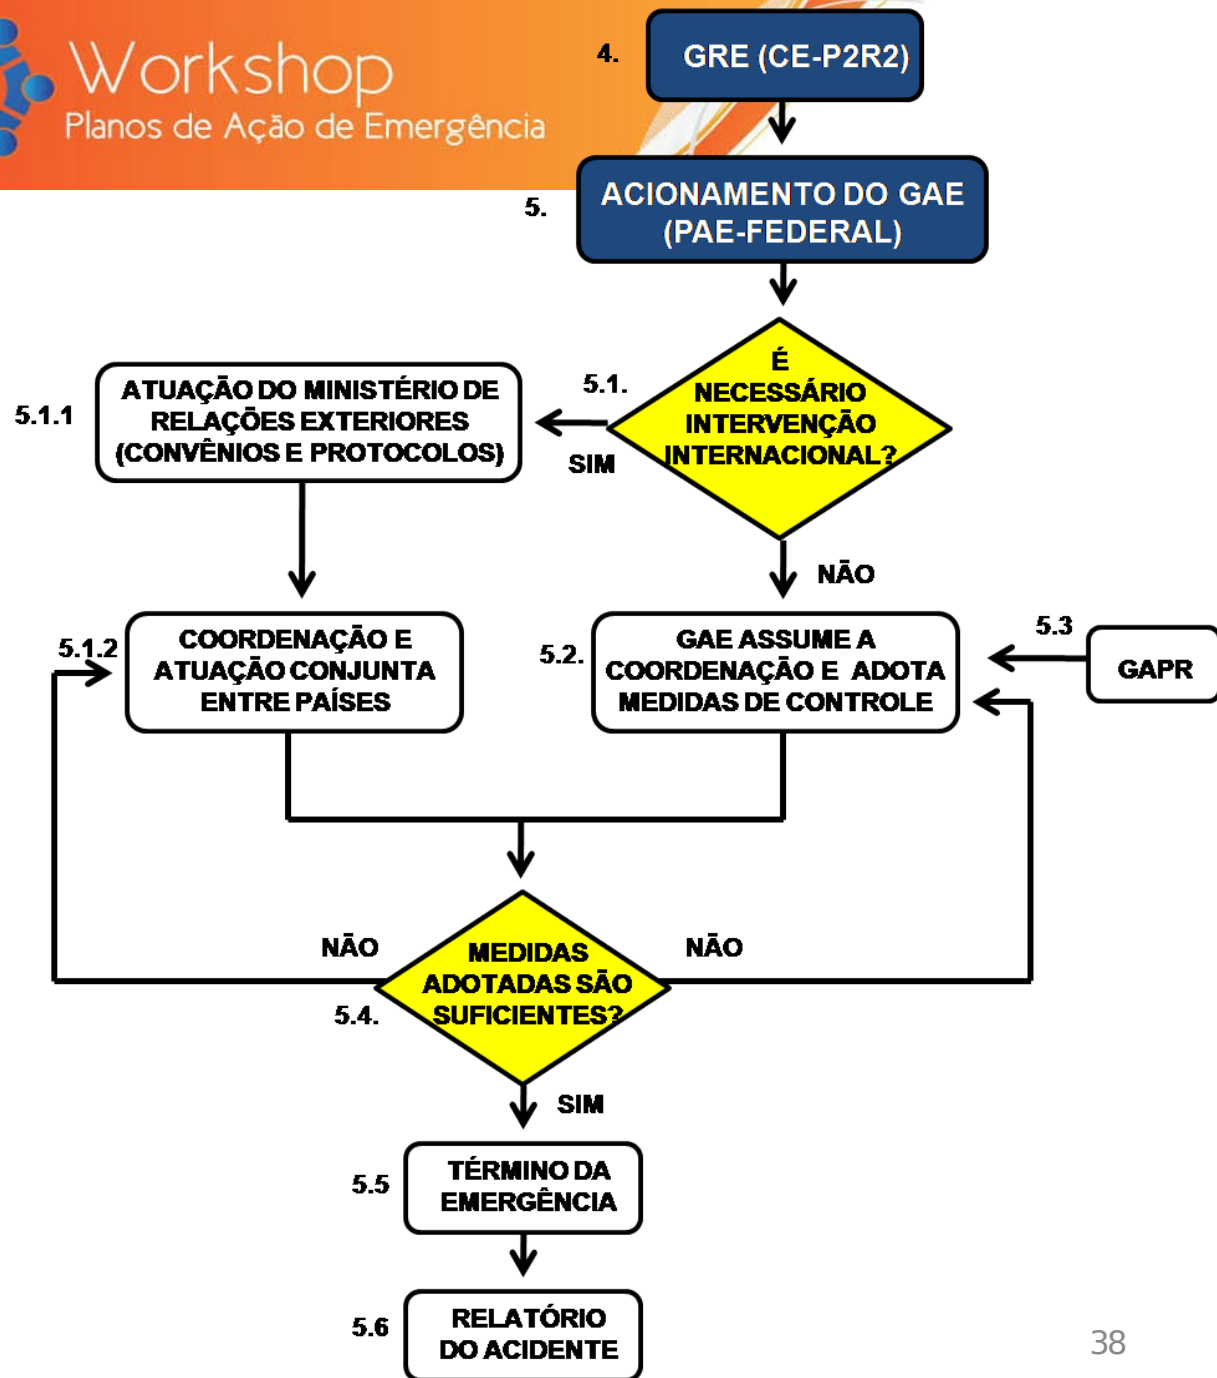 Workshop
Planos de Ação de Emergência
4.
GRE (CE-P2R2)
5.
ACIONAMENTO DO GAE
(PAE-FEDERAL)
5.1.
É
NECESSÁRIO
INTERVENÇÃO
INTERNACIONAL?
SIM
5.1.1
ATUAÇÃO DO MINISTÉRIO DE
RELAÇÕES EXTERIORES
(CONVÊNIOS E PROTOCOLOS)
NÃO
5.1.2
COORDENAÇÃO E
ATUAÇÃO CONJUNTA
ENTRE PAÍSES
5.2.
GAE ASSUME A
COORDENAÇÃO E ADOTA
MEDIDAS DE CONTROLE
5.3
GAPR
NÃO
MEDIDAS
ADOTADAS SÃO
SUFICIENTES?
NÃO
5.4.
SIM
5.5
TÉRMINO DA
EMERGÊNCIA
5.6
RELATÓRIO
DO ACIDENTE
38